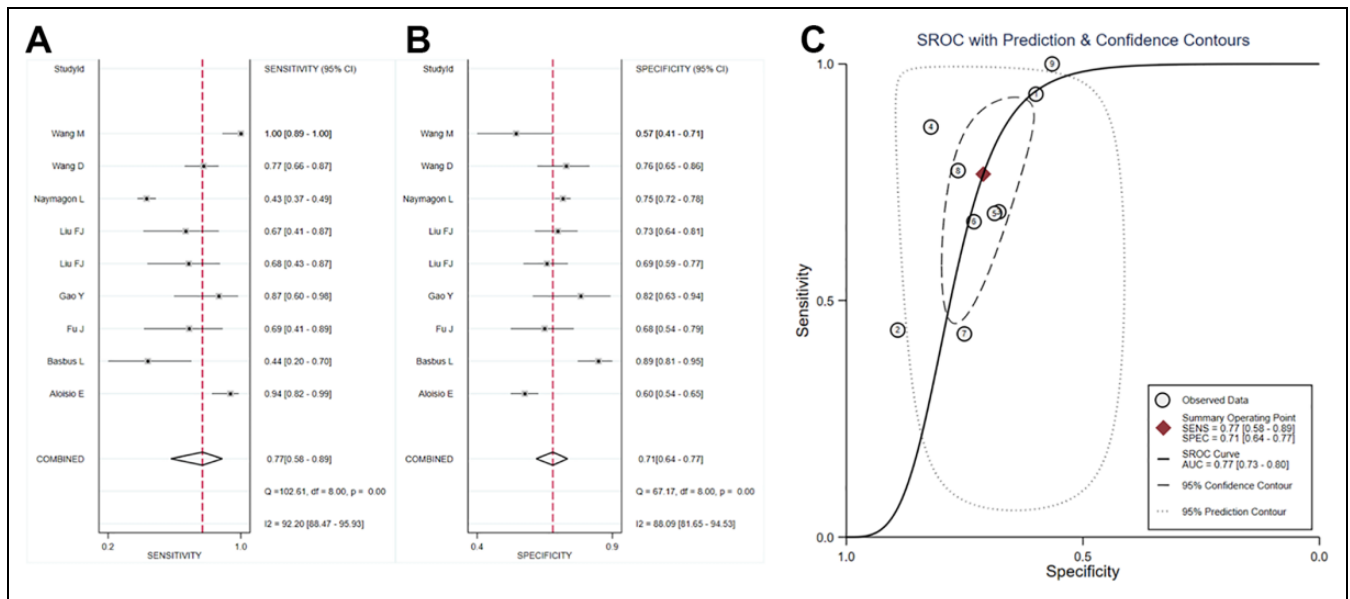 A
StudyId SENSITIVITY (95% CI)
Wang M 1.00 [0.89 - 1.00]
Wang D 0.77 [0.66 - 0.87]
Naymagon L 0.43 [0.37 - 0.49]
Liu FJ 0.67 [0.41 - 0.87]
Liu FJ 0.68 [0.43 - 0.87]
Gao Y 0.87 [0.60 - 0.98]
Fu J 0.69 [0.41 - 0.89]
Basbus L 0.44 [0.20 - 0.70]
Aloisio E 0.94 [0.82 - 0.99]
COMBINED 0.77[0.58 - 0.89]
Q =102.61, df = 8.00, p = 0.00
I2 = 92.20 [88.47 - 95.93]
0.2 1.0
SENSITIVITY
B
StudyId SPECIFICITY (95% CI)
Wang M 0.57 [0.41 - 0.71]
Wang D 0.76 [0.65 - 0.86]
Naymagon L 0.75 [0.72 - 0.78]
Liu FJ 0.73 [0.64 - 0.81]
Liu FJ 0.69 [0.59 - 0.77]
Gao Y 0.82 [0.63 - 0.94]
Fu J 0.68 [0.54 - 0.79]
Basbus L 0.89 [0.81 - 0.95]
Aloisio E 0.60 [0.54 - 0.65]
COMBINED 0.71[0.64 - 0.77]
Q = 67.17, df = 8.00, p = 0.00
I2 = 88.09 [81.65 - 94.53]
0.4 0.9
SPECIFICITY
C
SROC with Prediction & Confidence Contours
1.0
9
4
8
5
6
Sensitivity
0.5
2
7
Observed Data
Summary Operating Point
SENS = 0.77 [0.58 - 0.89]
SPEC = 0.71 [0.64 - 0.77]
SROC Curve
AUC = 0.77 [0.73 - 0.80]
95% Confidence Contour
95% Prediction Contour
0.0
1.0 0.5 0.0
Specificity